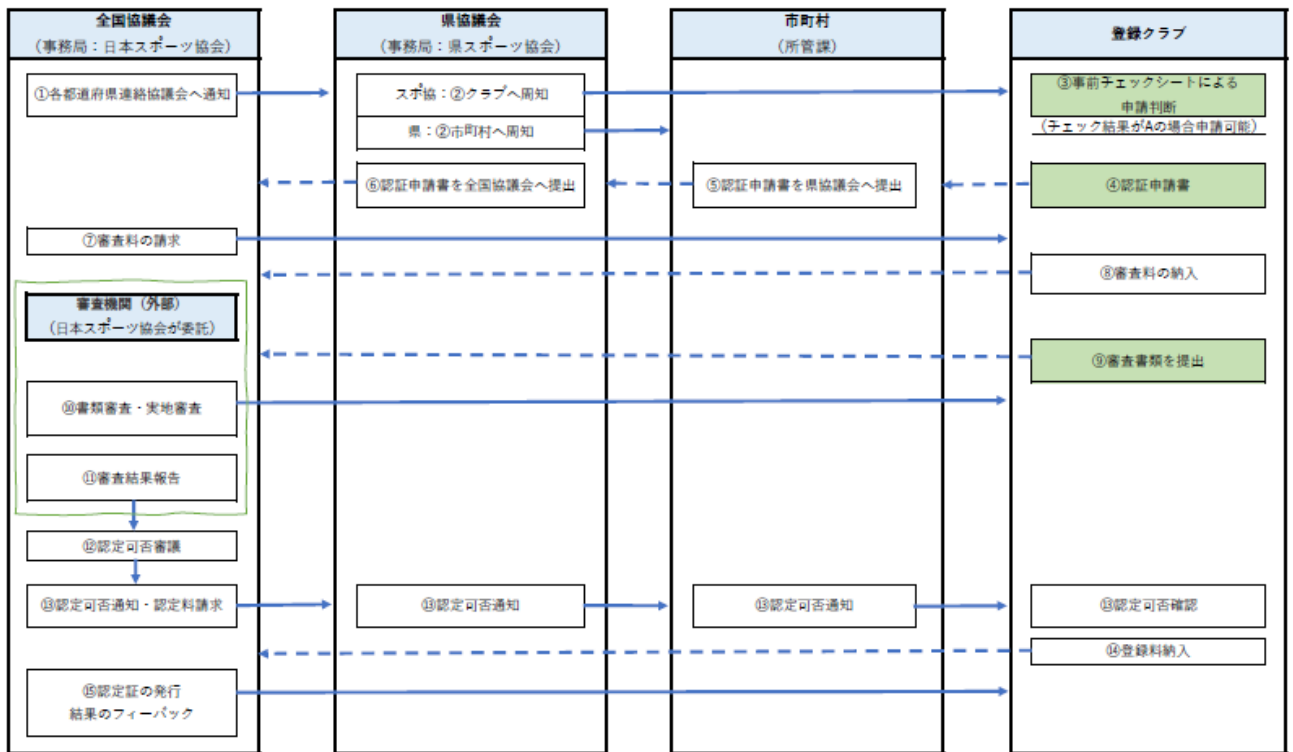 全国協議会
（事務局：日本スポーツ協会）
県協議会
（事務局：県スポーツ協会）
市町村
（所管課）
登録クラブ
①各都道府県連絡協議会へ通知
スポ協：②クラブへ周知
県：②市町村へ周知
③事前チェックシートによる
申請判断
（チェック結果がAの場合申請可能）
⑥認証申請書を全国協議会へ提出
⑤認証申請書を県協議会へ提出
④認証申請書
⑦審査料の請求
⑧審査料の納入
審査機関（外部）
（日本スポーツ協会が委託）
⑨審査書類を提出
⑩書類審査・実地審査
⑪審査結果報告
⑫認定可否審議
⑬認定可否通知・認定料請求
⑬認定可否通知
⑬認定可否通知
⑬認定可否確認
⑭登録料納入
⑮認定証の発行
結果のフィーバック